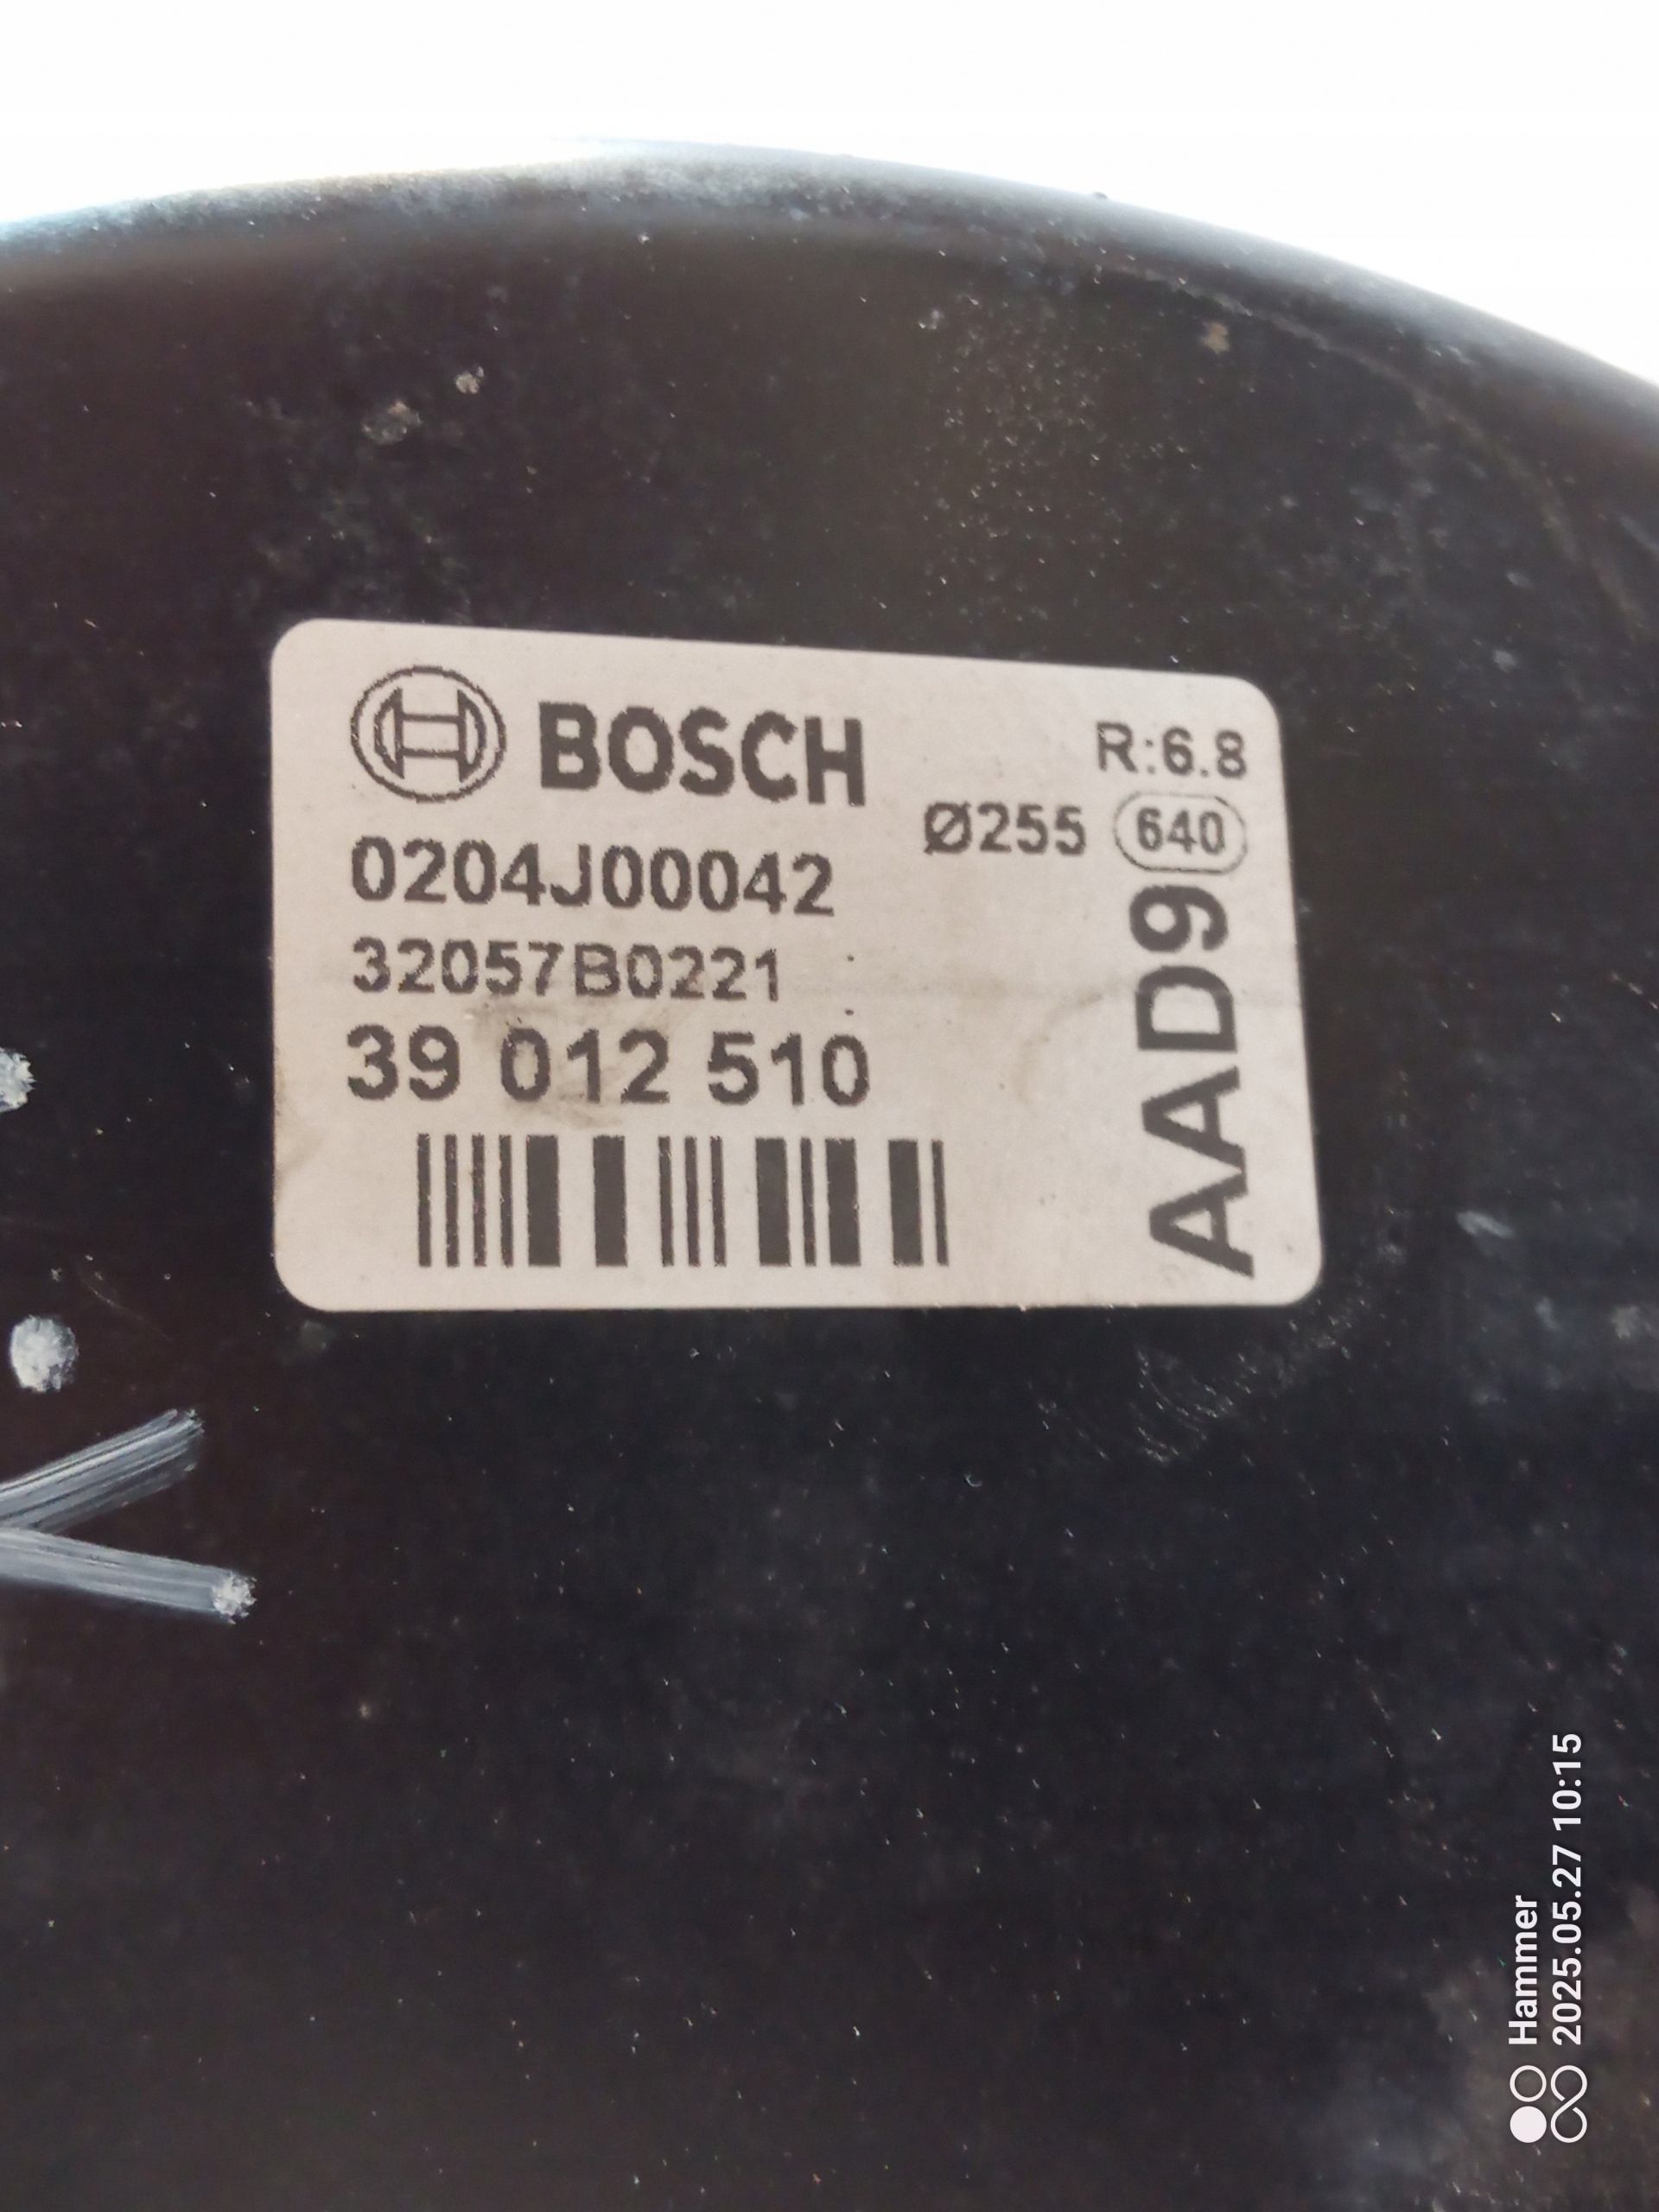 BOSCH
R:6.8
Ø255 640
0204J00042
32057B0221
39 012 510
AAD9
Hammer
2025.05.27 10:15